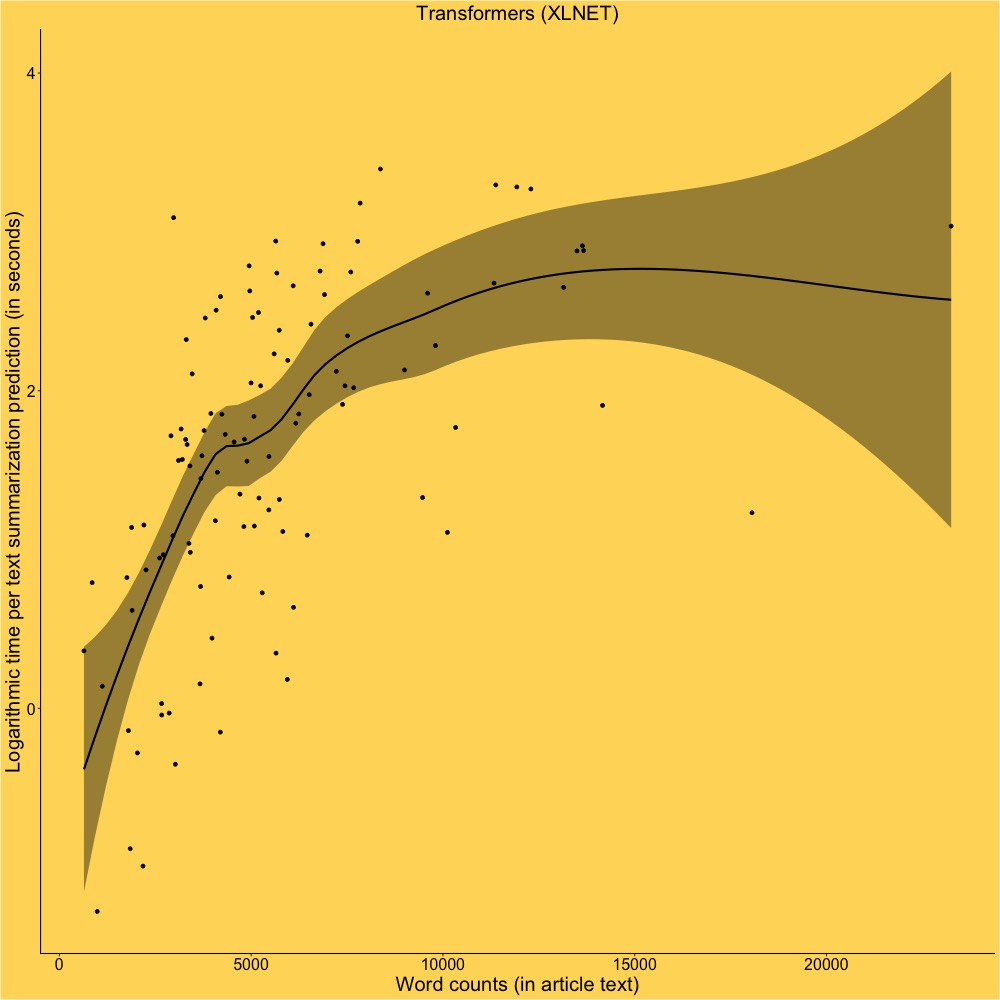 Transformers (XLNET)
Logarithmic time per text summarization prediction (in seconds)
4
2
0
0 5000 10000 15000 20000
Word counts (in article text)